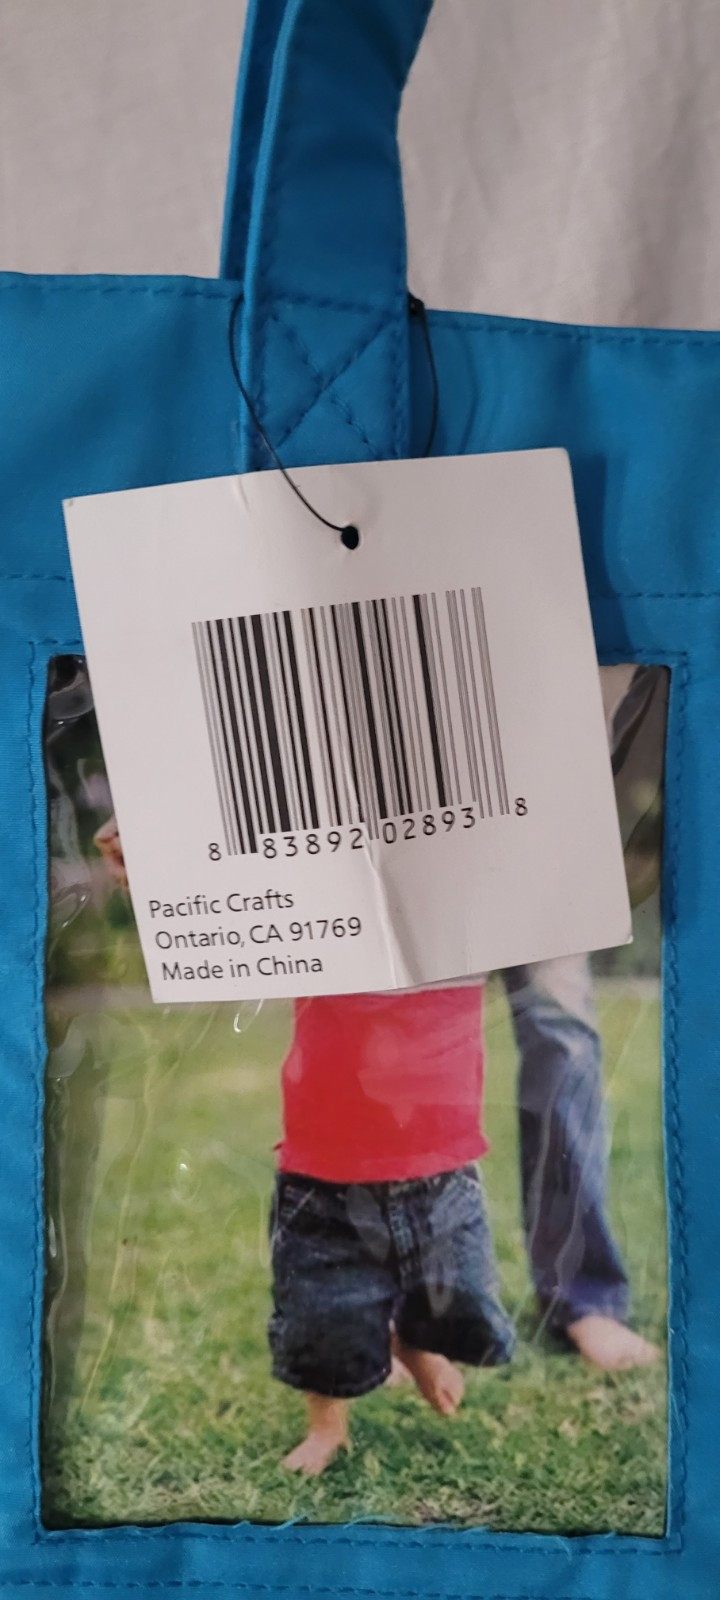 8 83892 02893 8
Pacific Crafts
Ontario, CA 91769
Made in China